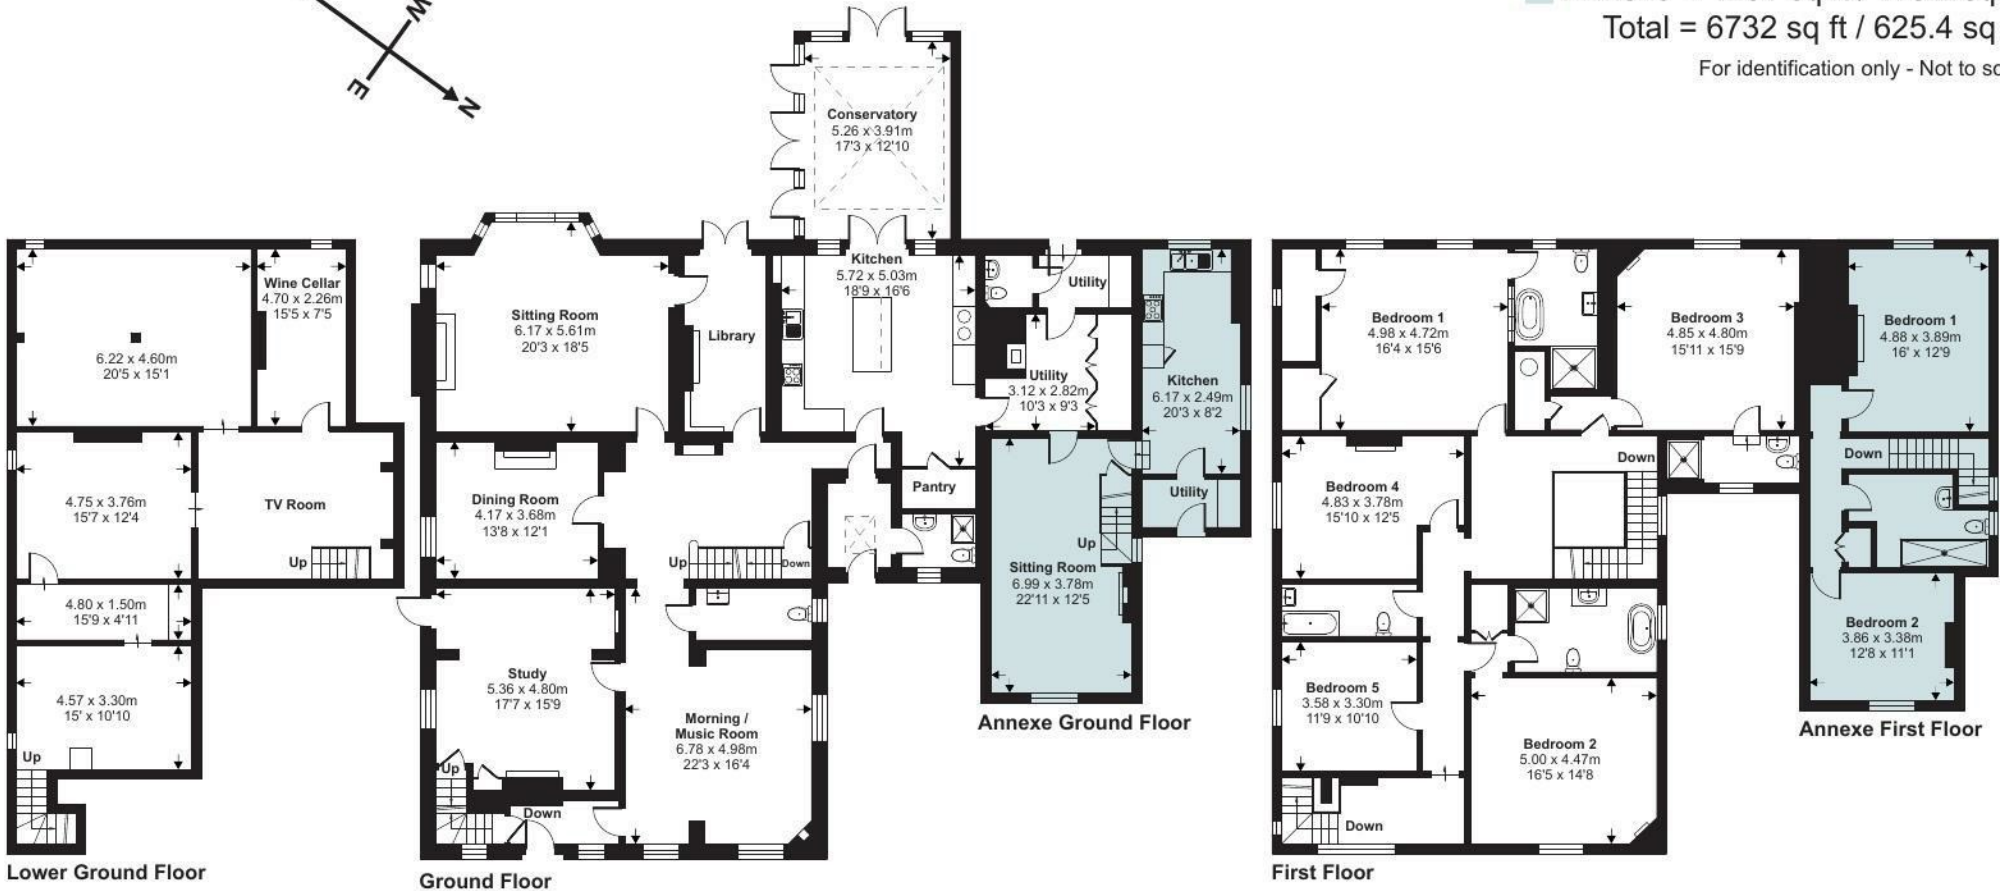 W
E
N
Total = 6732 sq ft / 625.4 sq
For identification only - Not to sc
Conservatory
5.26 x 3.91m
17'3 x 12'10
Wine Cellar
4.70 x 2.26m
15'5 x 7'5
6.22 x 4.60m
20'5 x 15'1
4.75 x 3.76m
15'7 x 12'4
TV Room
Up
4.80 x 1.50m
15'9 x 4'11
4.57 x 3.30m
15' x 10'10
Up
Lower Ground Floor
Sitting Room
6.17 x 5.61m
20'3 x 18'5
Library
Kitchen
5.72 x 5.03m
18'9 x 16'6
Utility
Utility
3.12 x 2.82m
10'3 x 9'3
Pantry
Dining Room
4.17 x 3.68m
13'8 x 12'1
Up
Down
Study
5.36 x 4.80m
17'7 x 15'9
Morning /
Music Room
6.78 x 4.98m
22'3 x 16'4
Up
Down
Ground Floor
Kitchen
6.17 x 2.49m
20'3 x 8'2
Utility
Up
Sitting Room
6.99 x 3.78m
22'11 x 12'5
Annexe Ground Floor
Bedroom 1
4.98 x 4.72m
16'4 x 15'6
Bedroom 3
4.85 x 4.80m
15'11 x 15'9
Down
Bedroom 4
4.83 x 3.78m
15'10 x 12'5
Bedroom 5
3.58 x 3.30m
11'9 x 10'10
Bedroom 2
5.00 x 4.47m
16'5 x 14'8
Down
First Floor
Bedroom 1
4.88 x 3.89m
16' x 12'9
Down
Bedroom 2
3.86 x 3.38m
12'8 x 11'1
Annexe First Floor